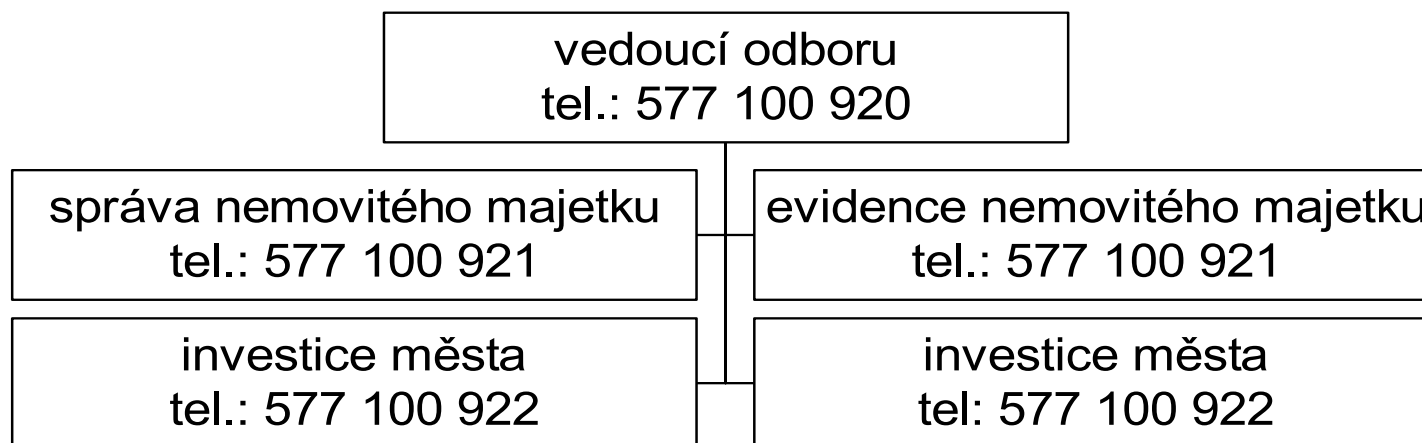 vedoucí odboru
tel.: 577 100 920
správa nemovitého majetku
tel.: 577 100 921
evidence nemovitého majetku
tel.: 577 100 921
investice města
tel.: 577 100 922
investice města
tel: 577 100 922